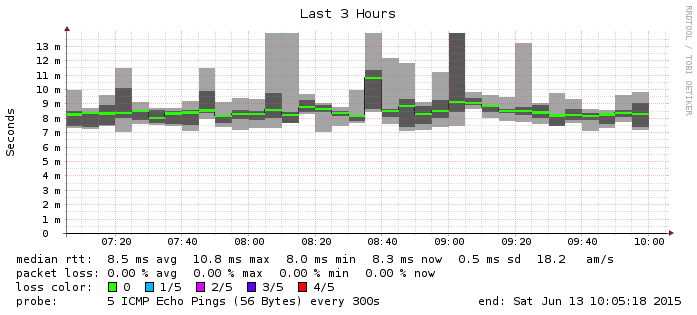 Last 3 Hours
RRDTOOL / TOBI OETIKER
Seconds
13 m
12 m
11 m
10 m
9 m
8 m
7 m
6 m
5 m
4 m
3 m
2 m
1 m
0
07:20 07:40 08:00 08:20 08:40 09:00 09:20 09:40 10:00
median rtt: 8.5 ms avg 10.8 ms max 8.0 ms min 8.3 ms now 0.5 ms sd 18.2 am/s
packet loss: 0.00 % avg 0.00 % max 0.00 % min 0.00 % now
loss color: 0 1/5 2/5 3/5 4/5
probe: 5 ICMP Echo Pings (56 Bytes) every 300s end: Sat Jun 13 10:05:18 2015